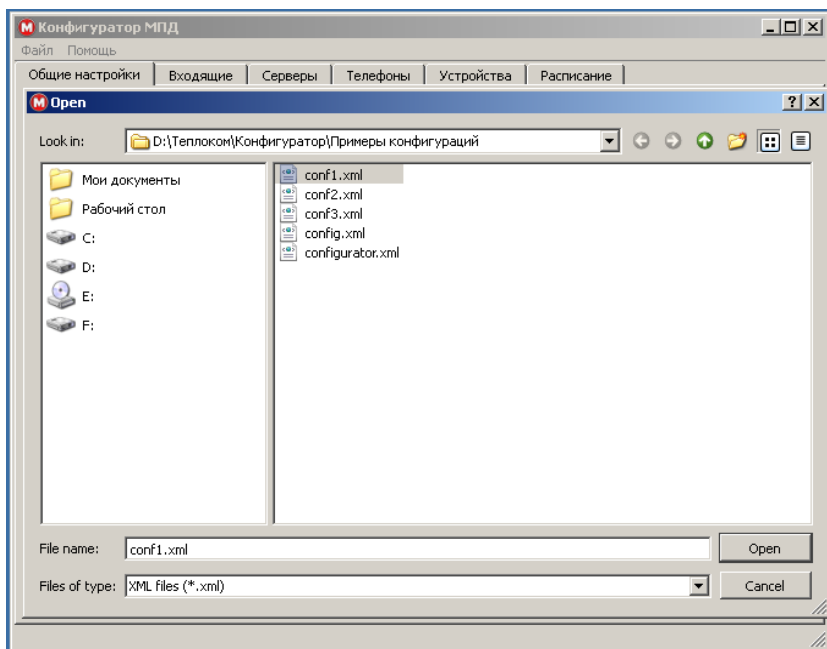 Конфигуратор МПД
Файл Помощь
Общие настройки Входящие Серверы Телефоны Устройства Расписание
Open
Look in: D:\Теплоком\Конфигуратор\Примеры конфигураций
Мои документы
Рабочий стол
C:
D:
E:
F:
conf1.xml
conf2.xml
conf3.xml
config.xml
configurator.xml
File name: conf1.xml Open
Files of type: XML files (*.xml) Cancel